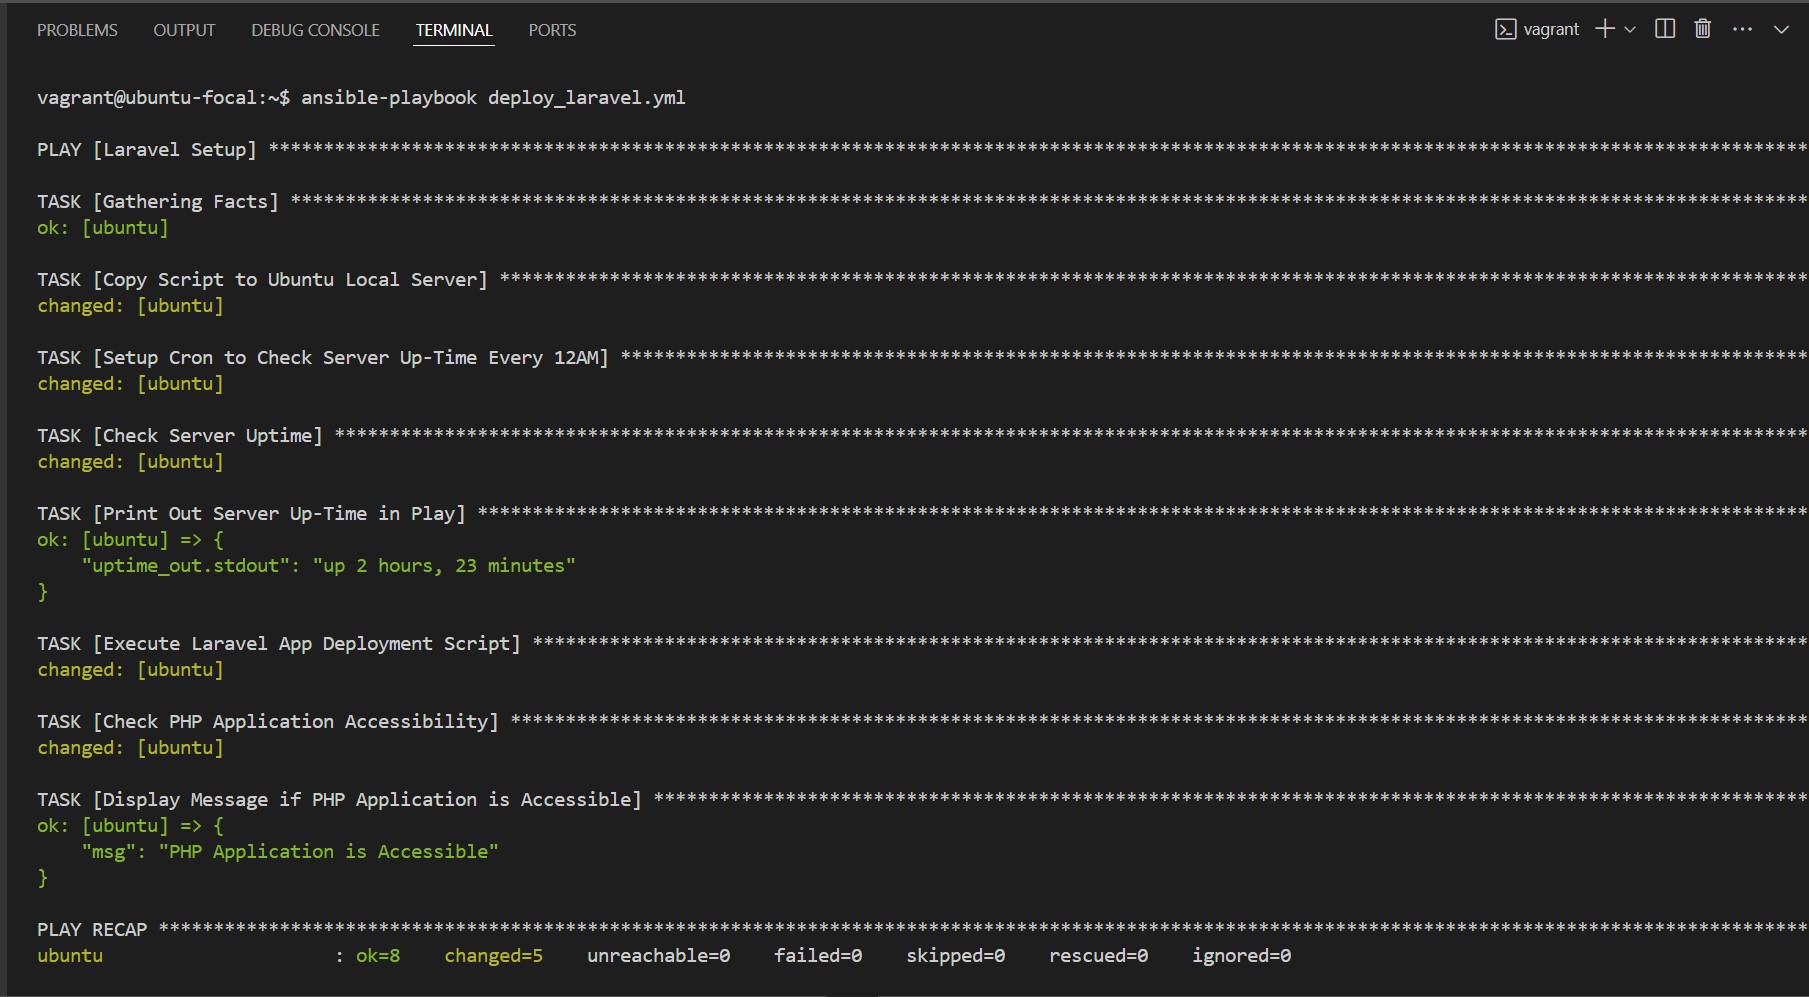 PROBLEMS OUTPUT DEBUG CONSOLE TERMINAL PORTS vagrant
vagrant@ubuntu-focal:~$ ansible-playbook deploy_laravel.yml
PLAY [Laravel Setup] ********************************************************************************************************************************************
TASK [Gathering Facts] ******************************************************************************************************************************************
ok: [ubuntu]
TASK [Copy Script to Ubuntu Local Server] ***********************************************************************************************************************
changed: [ubuntu]
TASK [Setup Cron to Check Server Up-Time Every 12AM] ************************************************************************************************************
changed: [ubuntu]
TASK [Check Server Uptime] **************************************************************************************************************************************
changed: [ubuntu]
TASK [Print Out Server Up-Time in Play] *************************************************************************************************************************
ok: [ubuntu] => {
    "uptime_out.stdout": "up 2 hours, 23 minutes"
}
TASK [Execute Laravel App Deployment Script] ********************************************************************************************************************
changed: [ubuntu]
TASK [Check PHP Application Accessibility] **********************************************************************************************************************
changed: [ubuntu]
TASK [Display Message if PHP Application is Accessible] *********************************************************************************************************
ok: [ubuntu] => {
    "msg": "PHP Application is Accessible"
}
PLAY RECAP ******************************************************************************************************************************************************
ubuntu                     : ok=8    changed=5    unreachable=0    failed=0    skipped=0    rescued=0    ignored=0